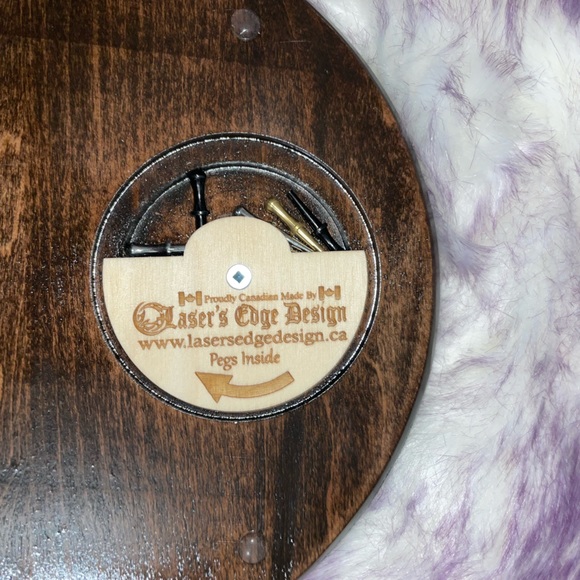 Proudly Canadian Made By
Laser's Edge Design
www.lasersedgedesign.ca
Pegs Inside